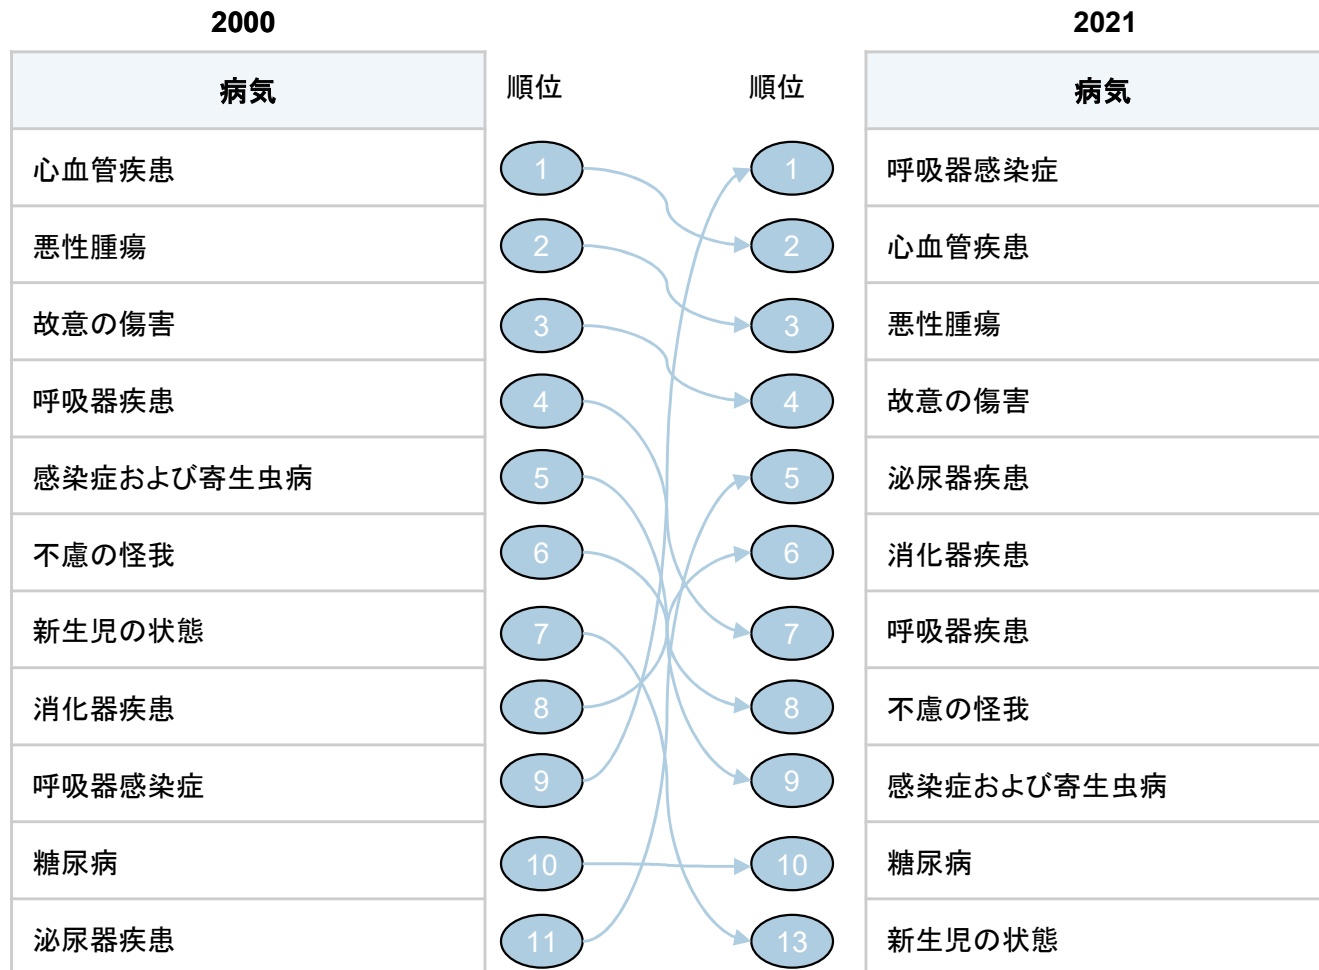 2000 2021
病気 順位 順位 病気
心血管疾患 1 1 呼吸器感染症
悪性腫瘍 2 2 心血管疾患
故意の傷害 3 3 悪性腫瘍
呼吸器疾患 4 4 故意の傷害
感染症および寄生虫病 5 5 泌尿器疾患
不慮の怪我 6 6 消化器疾患
新生児の状態 7 7 呼吸器疾患
消化器疾患 8 8 不慮の怪我
呼吸器感染症 9 9 感染症および寄生虫病
糖尿病 10 10 糖尿病
泌尿器疾患 11 13 新生児の状態